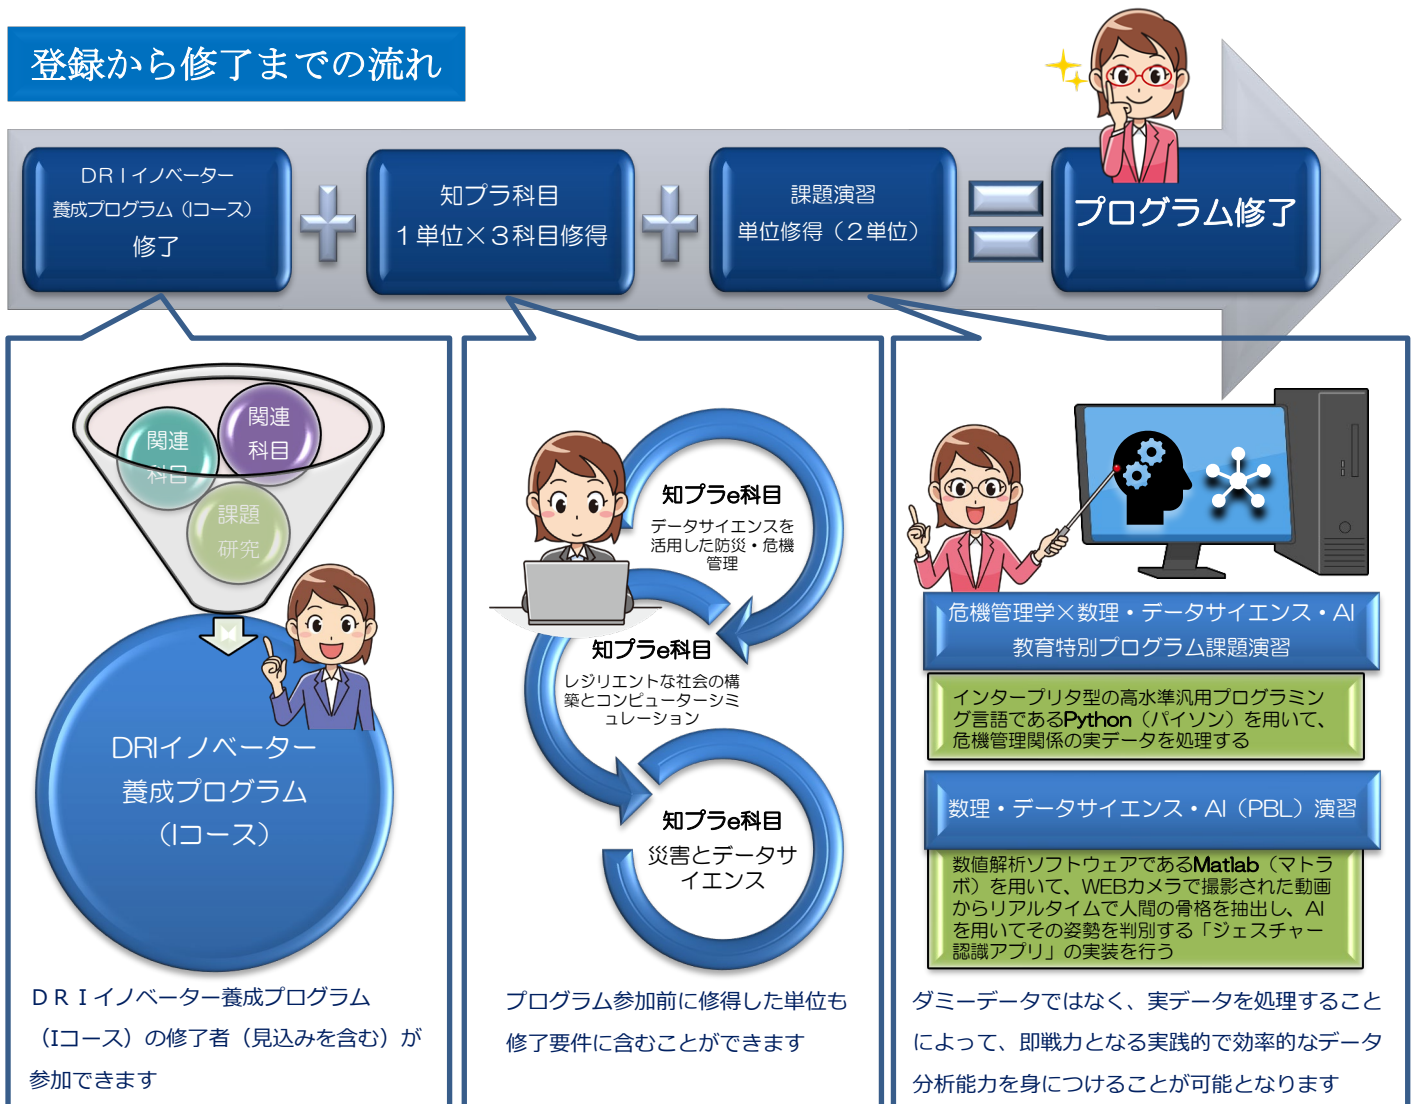 登録から修了までの流れ
DRIイノベーター
養成プログラム（Iコース）
修了
知プラ科目
１単位×３科目修得
課題演習
単位修得（２単位）
プログラム修了
関連
科目
関連
科目
課題
研究
DRIイノベーター
養成プログラム
（Iコース）
ＤＲＩイノベーター養成プログラム
（Iコース）の修了者（見込みを含む）が
参加できます
知プラe科目
データサイエンスを
活用した防災・危機
管理
知プラe科目
レジリエントな社会の構
築とコンピューターシミ
ュレーション
知プラe科目
災害とデータサ
イエンス
プログラム参加前に修得した単位も
修了要件に含むことができます
危機管理学×数理・データサイエンス・AI
教育特別プログラム課題演習
インタープリタ型の高水準汎用プログラミン
グ言語であるPython（パイソン）を用いて、
危機管理関係の実データを処理する
数理・データサイエンス・AI（PBL）演習
数値解析ソフトウェアであるMatlab（マトラ
ボ）を用いて、WEBカメラで撮影された動画
からリアルタイムで人間の骨格を抽出し、AI
を用いてその姿勢を判別する「ジェスチャー
認識アプリ」の実装を行う
ダミーデータではなく、実データを処理すること
によって、即戦力となる実践的で効率的なデータ
分析能力を身につけることが可能となります